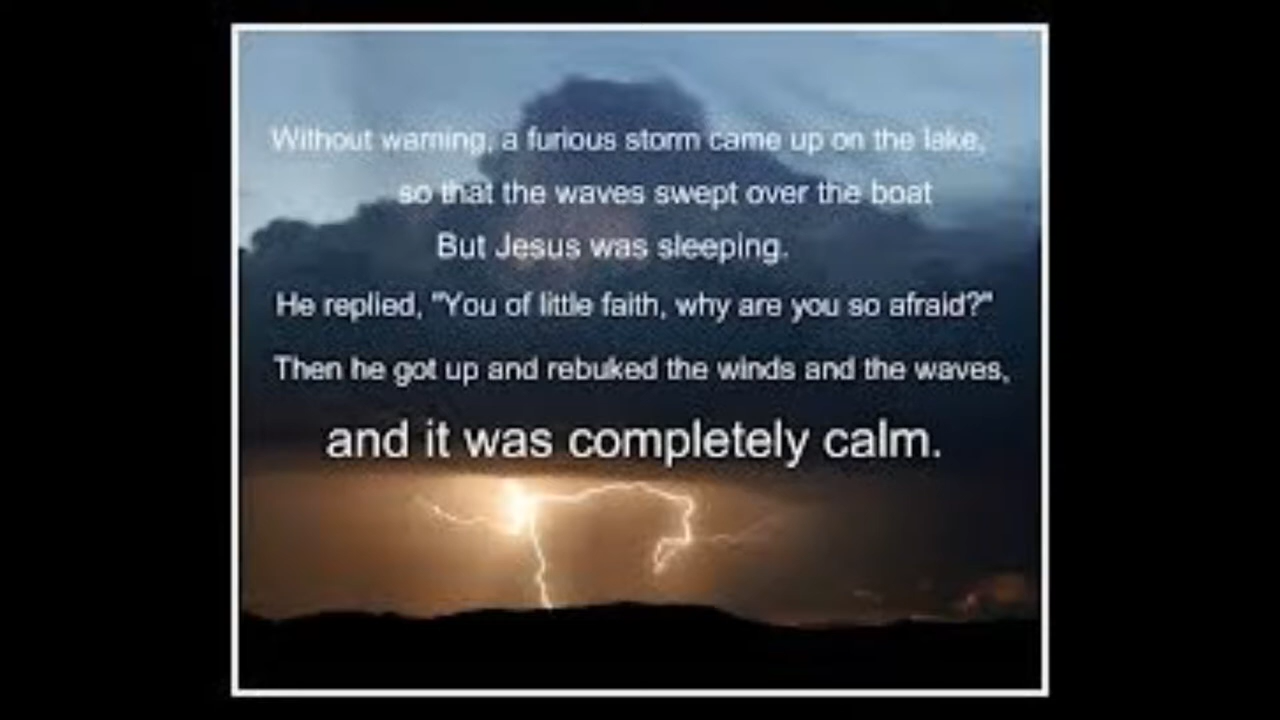 Without warning, a furious storm came up on the lake,
so that the waves swept over the boat
But Jesus was sleeping.
He replied, "You of little faith, why are you so afraid?"
Then he got up and rebuked the winds and the waves,
and it was completely calm.